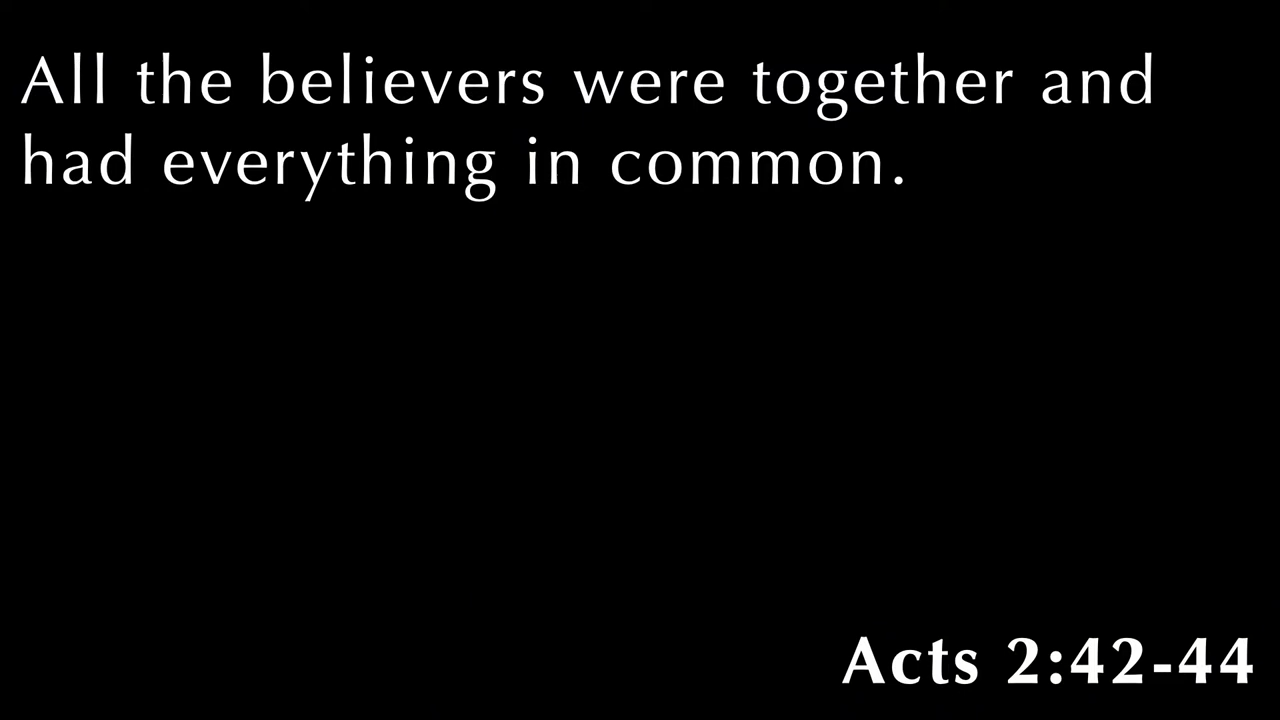 All the believers were together and
had everything in common.
Acts 2:42-44